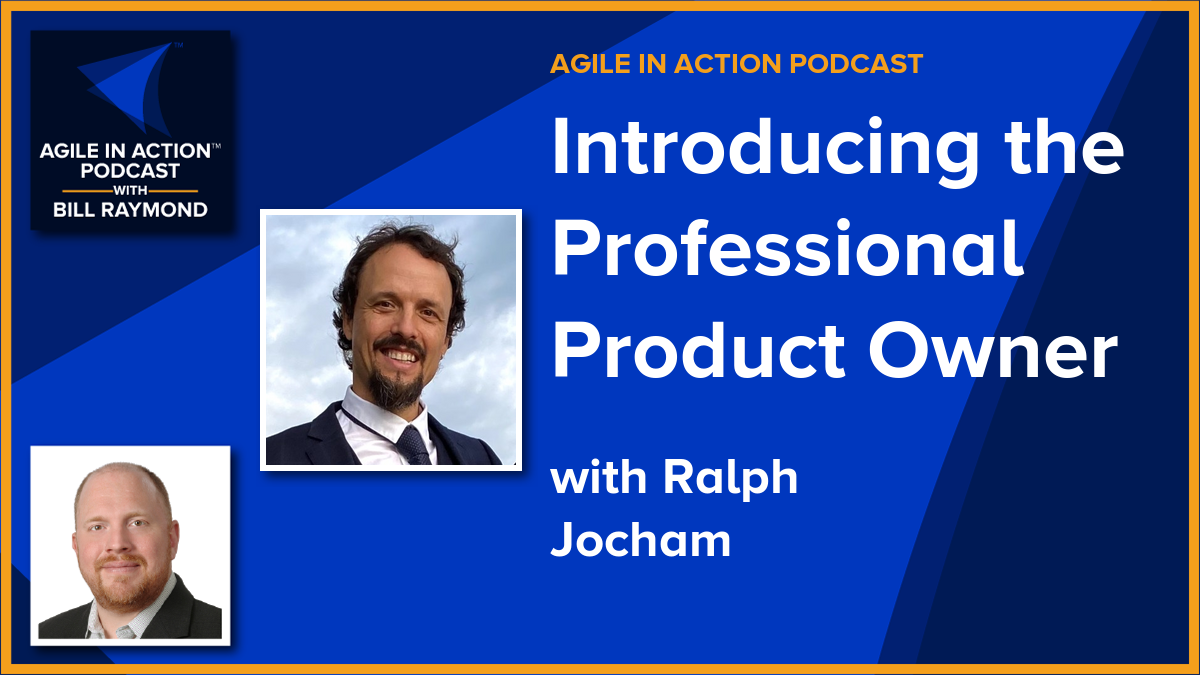 TM
AGILE IN ACTION™
PODCAST
WITH
BILL RAYMOND
AGILE IN ACTION PODCAST
Introducing the
Professional
Product Owner
with Ralph
Jocham